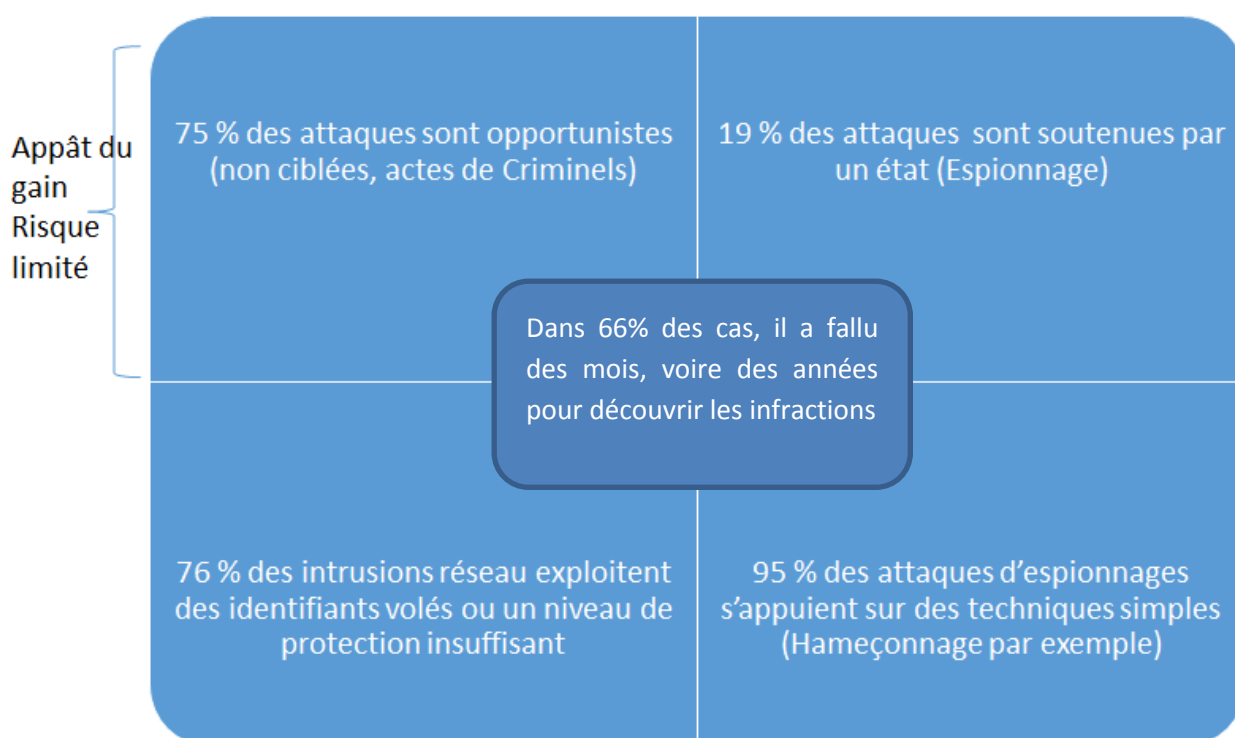 Appât du
gain
Risque
limité
75 % des attaques sont opportunistes
(non ciblées, actes de Criminels)
19 % des attaques sont soutenues par
un état (Espionnage)
Dans 66% des cas, il a fallu
des mois, voire des années
pour découvrir les infractions
76 % des intrusions réseau exploitent
des identifiants volés ou un niveau de
protection insuffisant
95 % des attaques d’espionnages
s’appuient sur des techniques simples
(Hameçonnage par exemple)